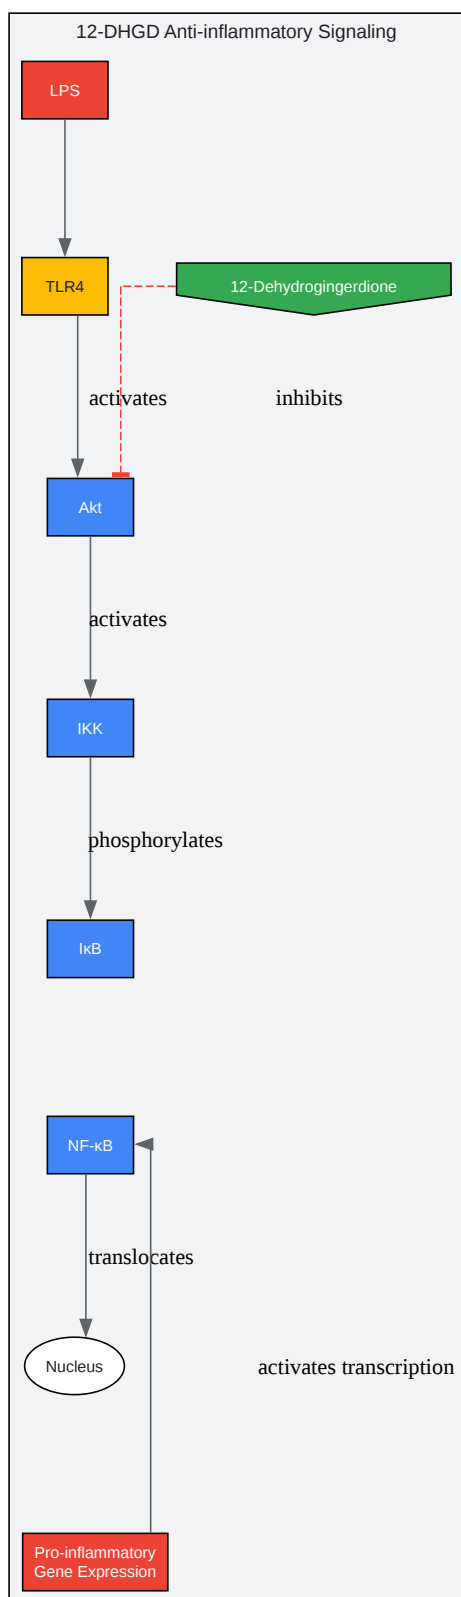 12-DHGD Anti-inflammatory Signaling
LPS
TLR4
12-Dehydrogingerdione
activates
inhibits
Akt
activates
IKK
phosphorylates
IκB
NF-κB
translocates
Nucleus
activates transcription
Pro-inflammatory
Gene Expression